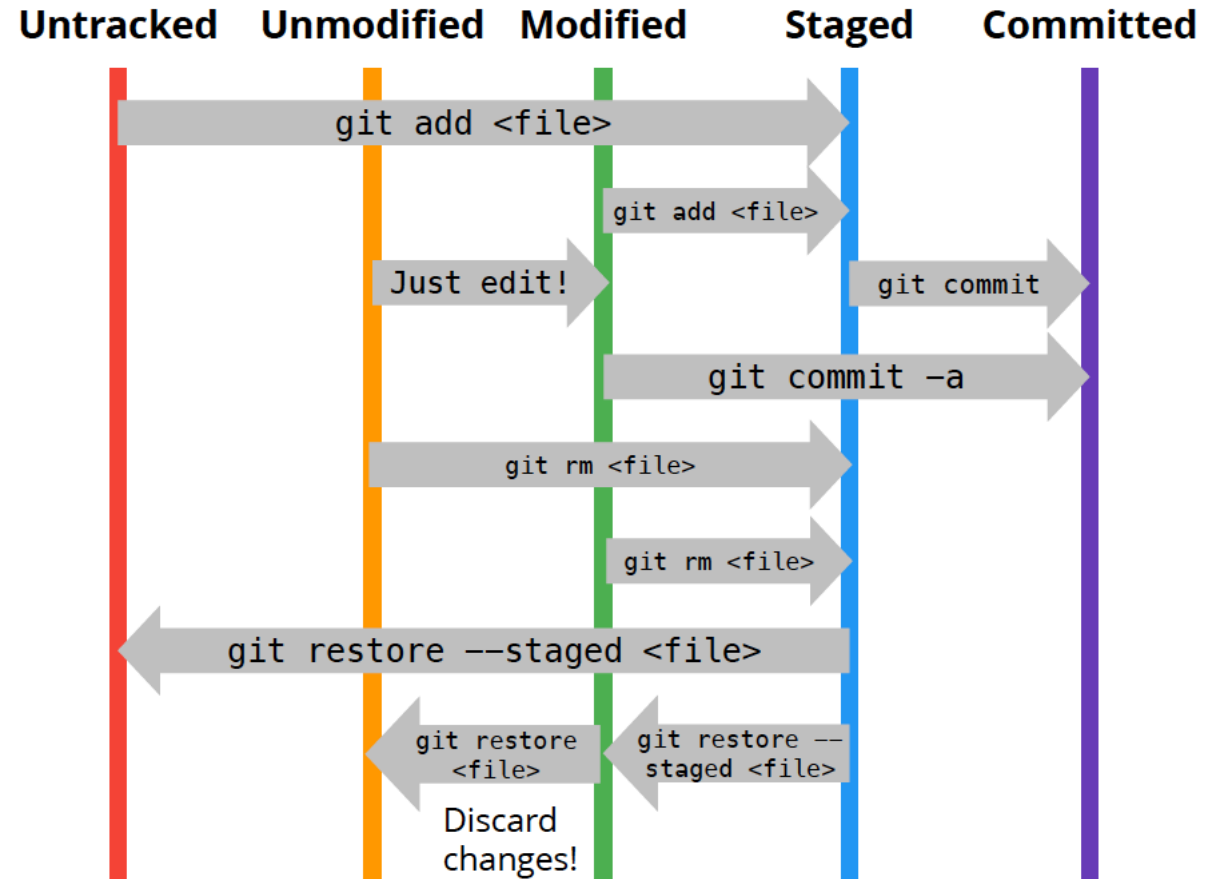 Untracked Unmodified Modified Staged Committed
git add <file>
git add <file>
Just edit!
git commit
git commit –a
git rm <file>
git rm <file>
git restore ––staged <file>
git restore
<file>
git restore ––
staged <file>
Discard
changes!